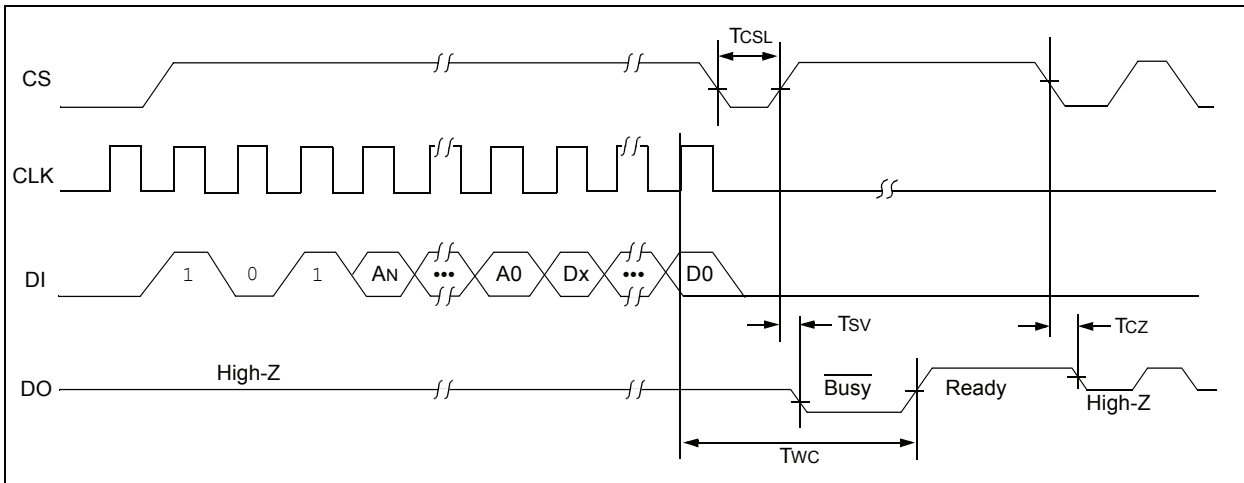 TCSL
CS
CLK
DI
1 0 1 AN ••• A0 Dx ••• D0
TSV
TCZ
DO
High-Z
Busy
Ready
High-Z
TWC